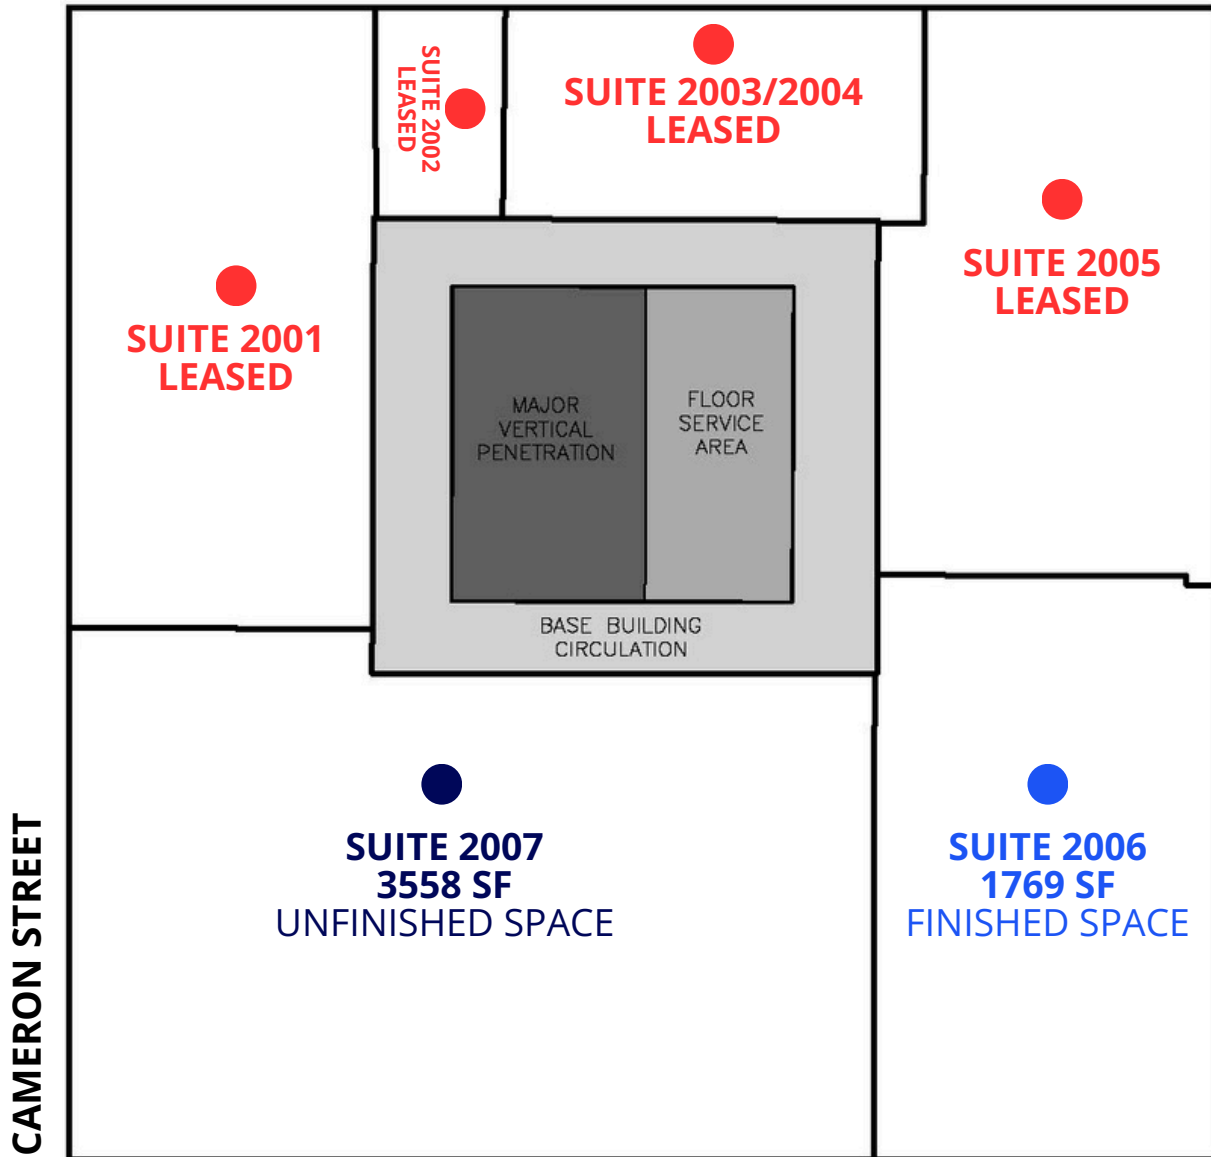 SUITE 2002
LEASED
SUITE 2003/2004
LEASED
SUITE 2005
LEASED
SUITE 2001
LEASED
MAJOR
VERTICAL
PENETRATION
FLOOR
SERVICE
AREA
BASE BUILDING
CIRCULATION
SUITE 2007
3558 SF
UNFINISHED SPACE
SUITE 2006
1769 SF
FINISHED SPACE
CAMERON STREET